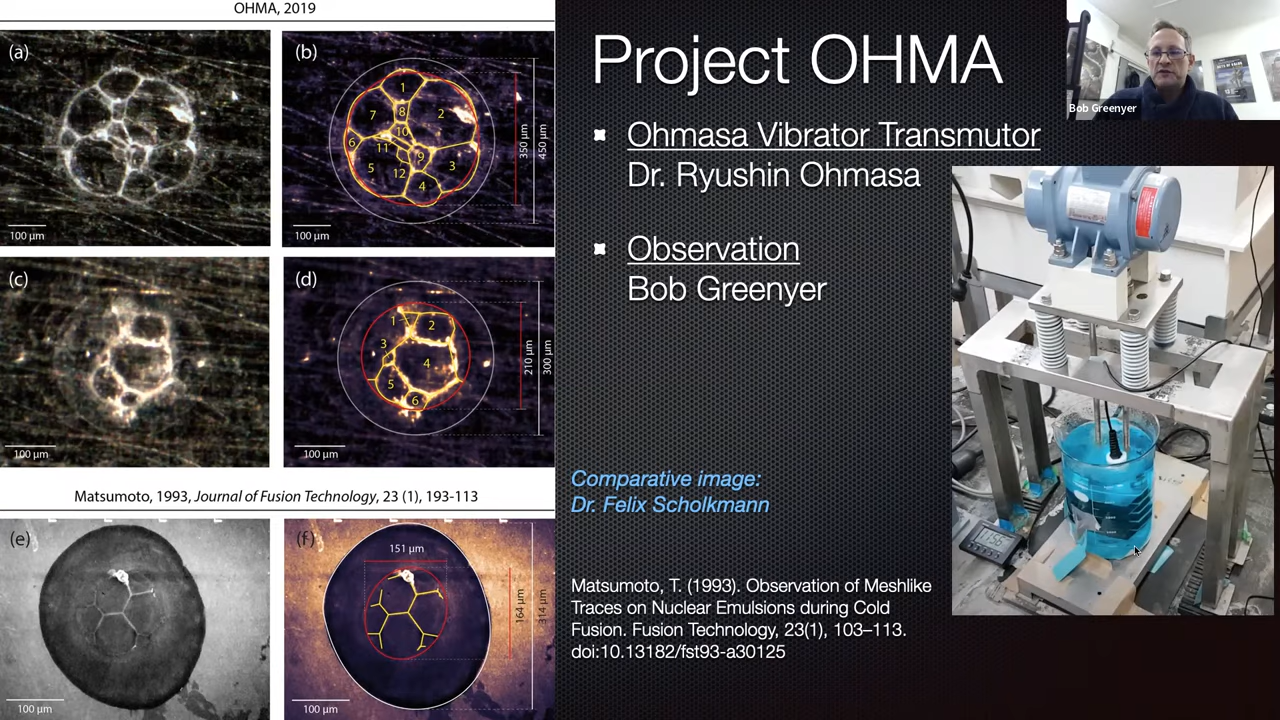 OHMA, 2019
(a)
100 µm
(b)
1
7
8
2
10
6
11
9
5
12
3
4
350 µm
450 µm
100 µm
(c)
100 µm
(d)
1
2
3
4
5
6
210 µm
300 µm
100 µm
Matsumoto, 1993, Journal of Fusion Technology, 23 (1), 193-113
(e)
100 µm
(f)
151 µm
164 µm
314 µm
100 µm
Project OHMA
Ohmasa Vibrator Transmutor
Dr. Ryushin Ohmasa
Observation
Bob Greenyer
Comparative image:
Dr. Felix Scholkmann
Matsumoto, T. (1993). Observation of Meshlike
Traces on Nuclear Emulsions during Cold
Fusion. Fusion Technology, 23(1), 103–113.
doi:10.13182/fst93-a30125
Bob Greenyer